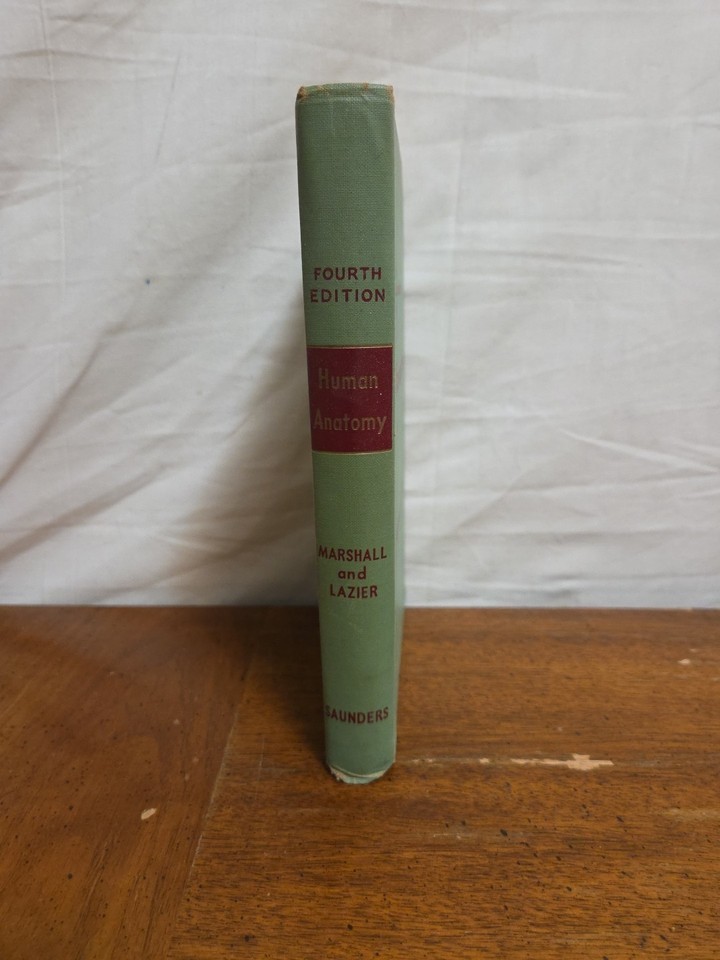 FOURTH
EDITION
Human
Anatomy
MARSHALL
and
LAZIER
SAUNDERS